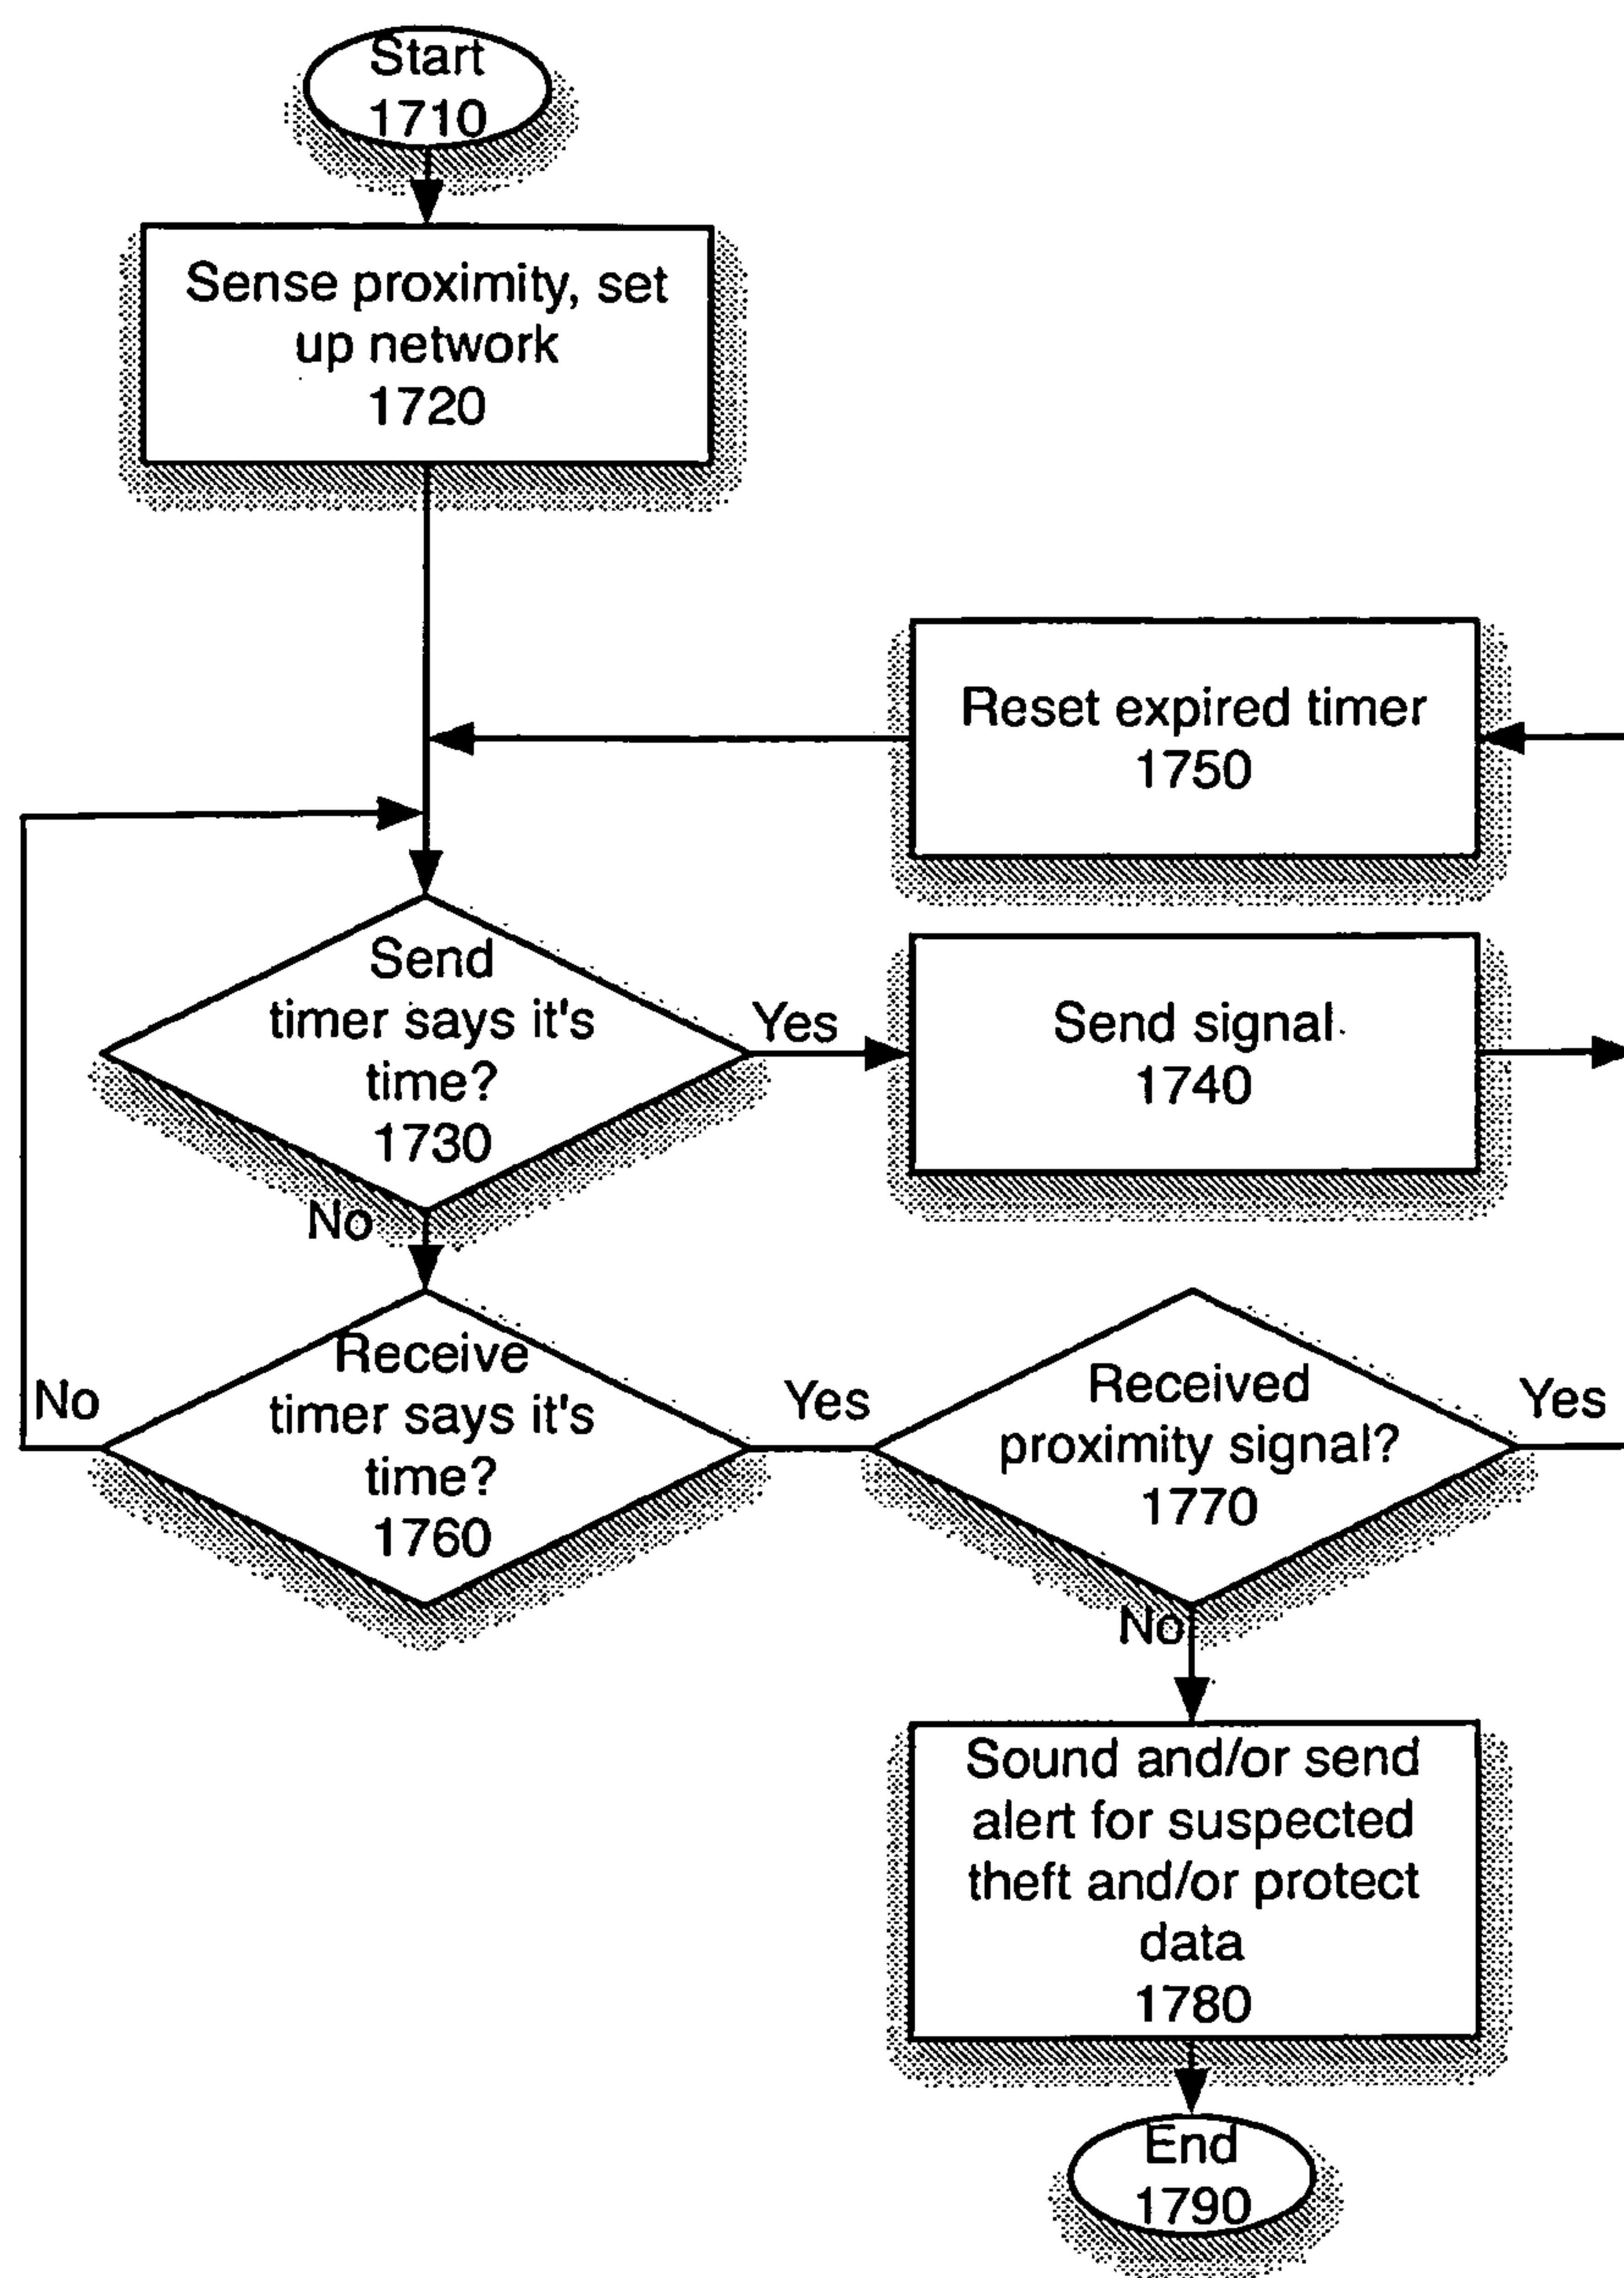 Start
1710
Sense proximity, set
up network
1720
Reset expired timer
1750
Send
timer says it's
time?
1730
Yes
Send signal
1740
No
Receive
timer says it's
time?
1760
No
Yes
Received
proximity signal?
1770
Yes
No
Sound and/or send
alert for suspected
theft and/or protect
data
1780
End
1790